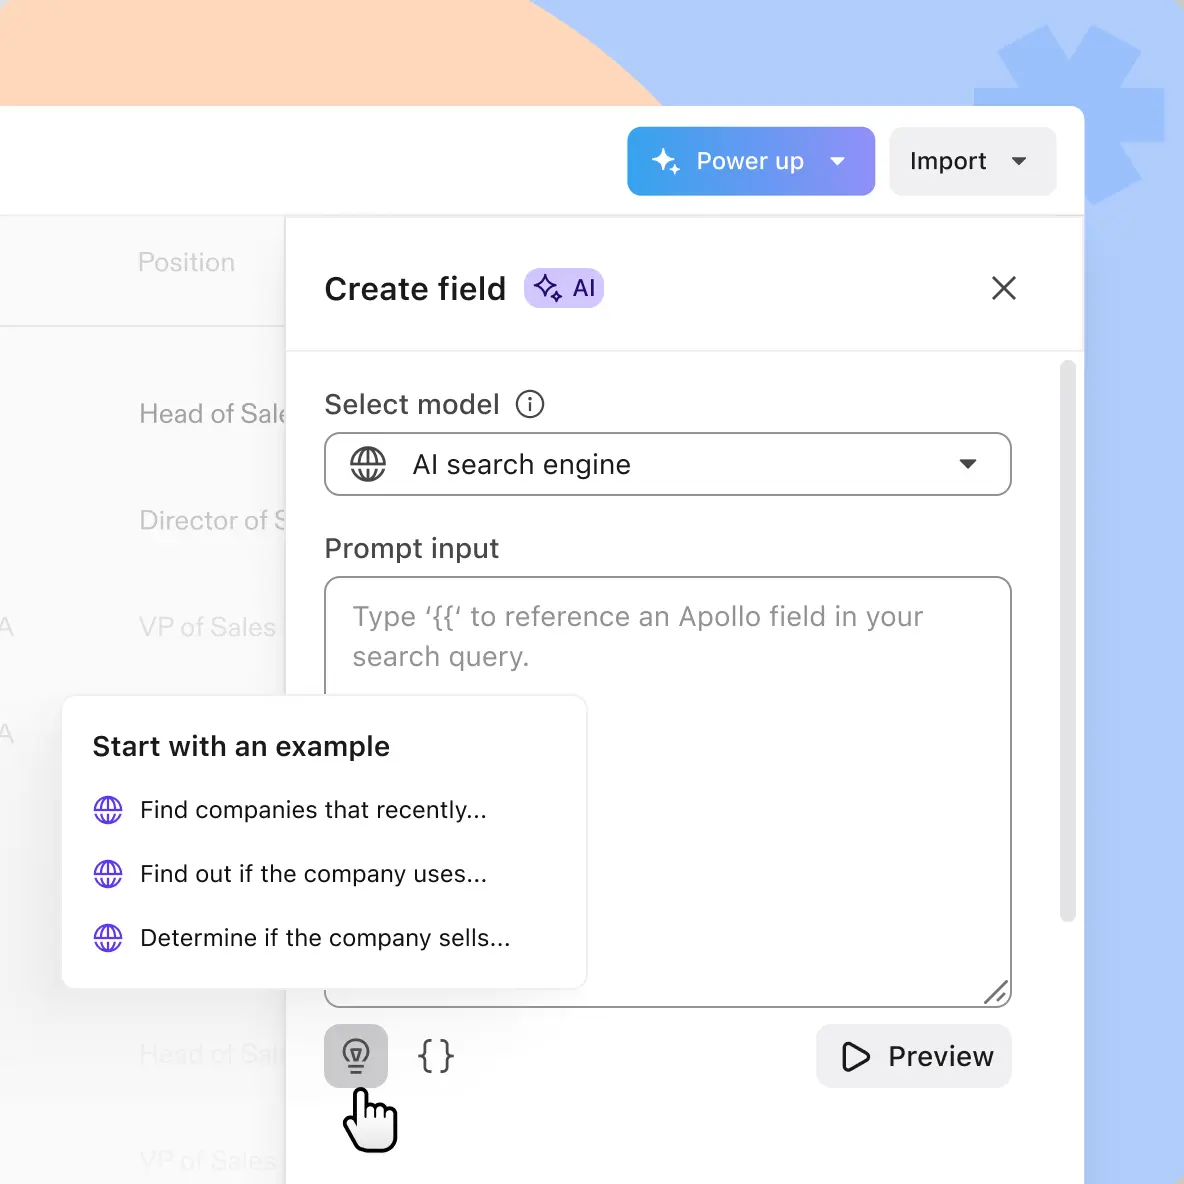 Power up
Import
Position
Create field
AI
Select model
AI search engine
Head of Sale
Director of S
Prompt input
Type ‘{{‘ to reference an Apollo field in your
search query.
VP of Sales
A
A
Start with an example
Find companies that recently...
Find out if the company uses...
Determine if the company sells...
Head of Sal
{}
Preview
VP of Sales